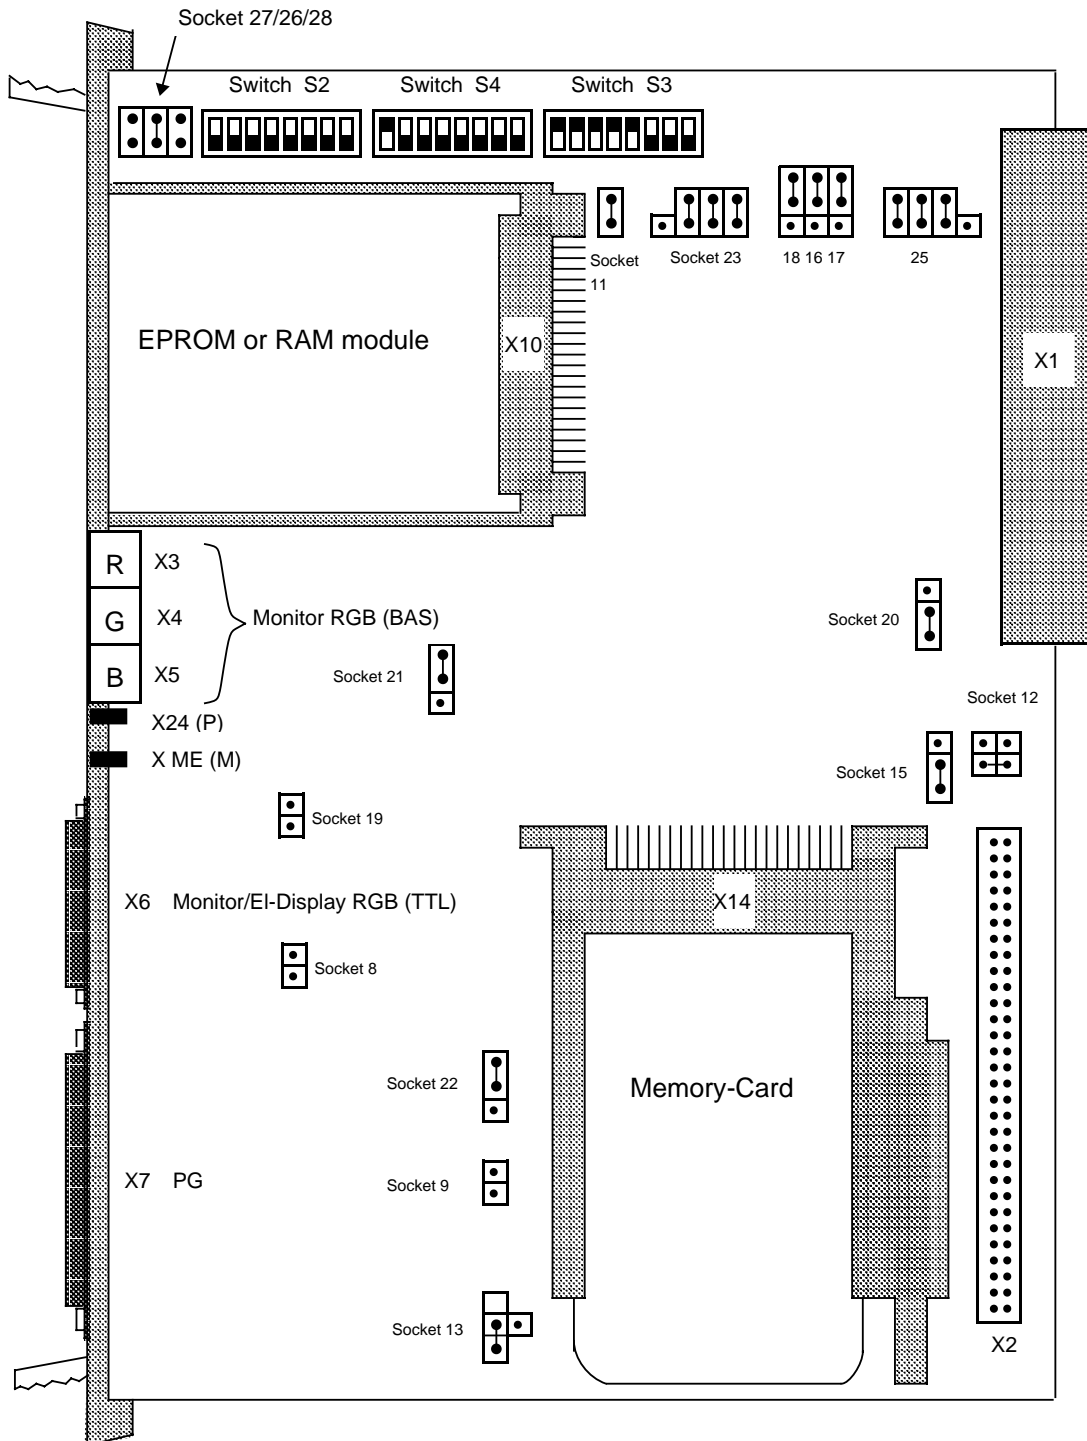 Socket 27/26/28
Switch S2
Switch S4
Switch S3
Socket
11
Socket 23
18 16 17
25
EPROM or RAM module
X10
X1
R
X3
G
X4
Monitor RGB (BAS)
B
X5
Socket 20
Socket 21
Socket 12
X24 (P)
X ME (M)
Socket 15
Socket 19
X6 Monitor/El-Display RGB (TTL)
X14
Socket 8
Socket 22
Memory-Card
X7 PG
Socket 9
Socket 13
X2